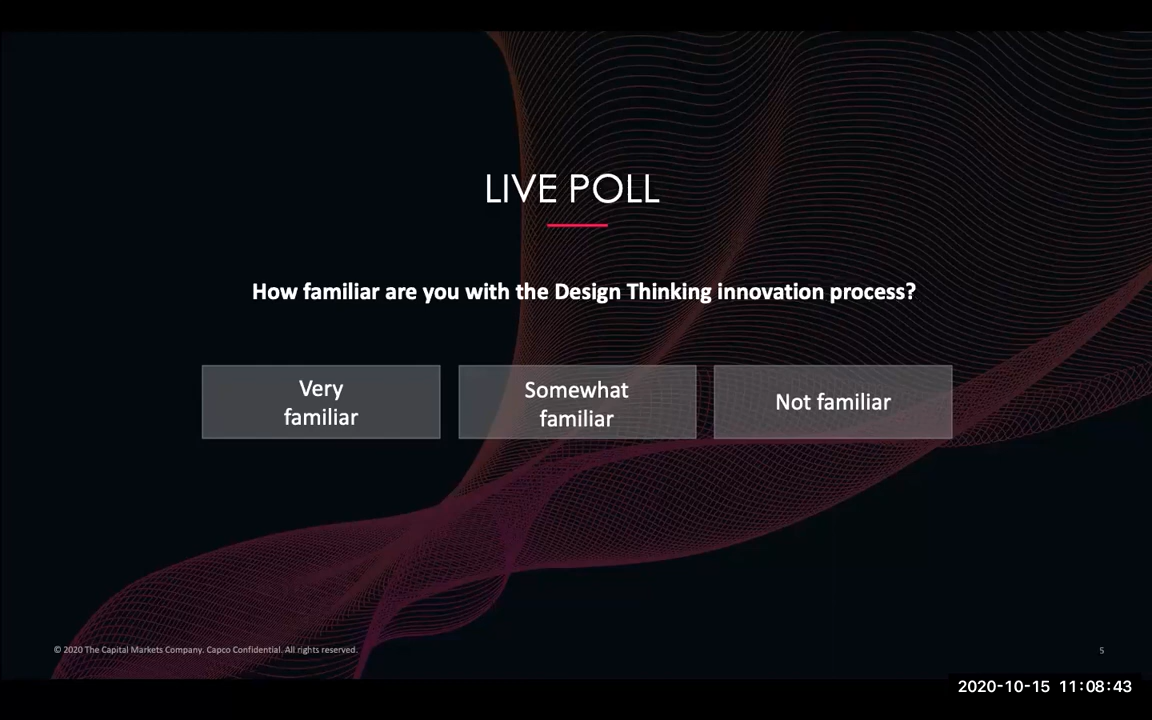 LIVE POLL
How familiar are you with the Design Thinking innovation process?
Very
familiar
Somewhat
familiar
Not familiar
© 2020 The Capital Markets Company. Capco Confidential. All rights reserved.
5
2020-10-15 11:08:43